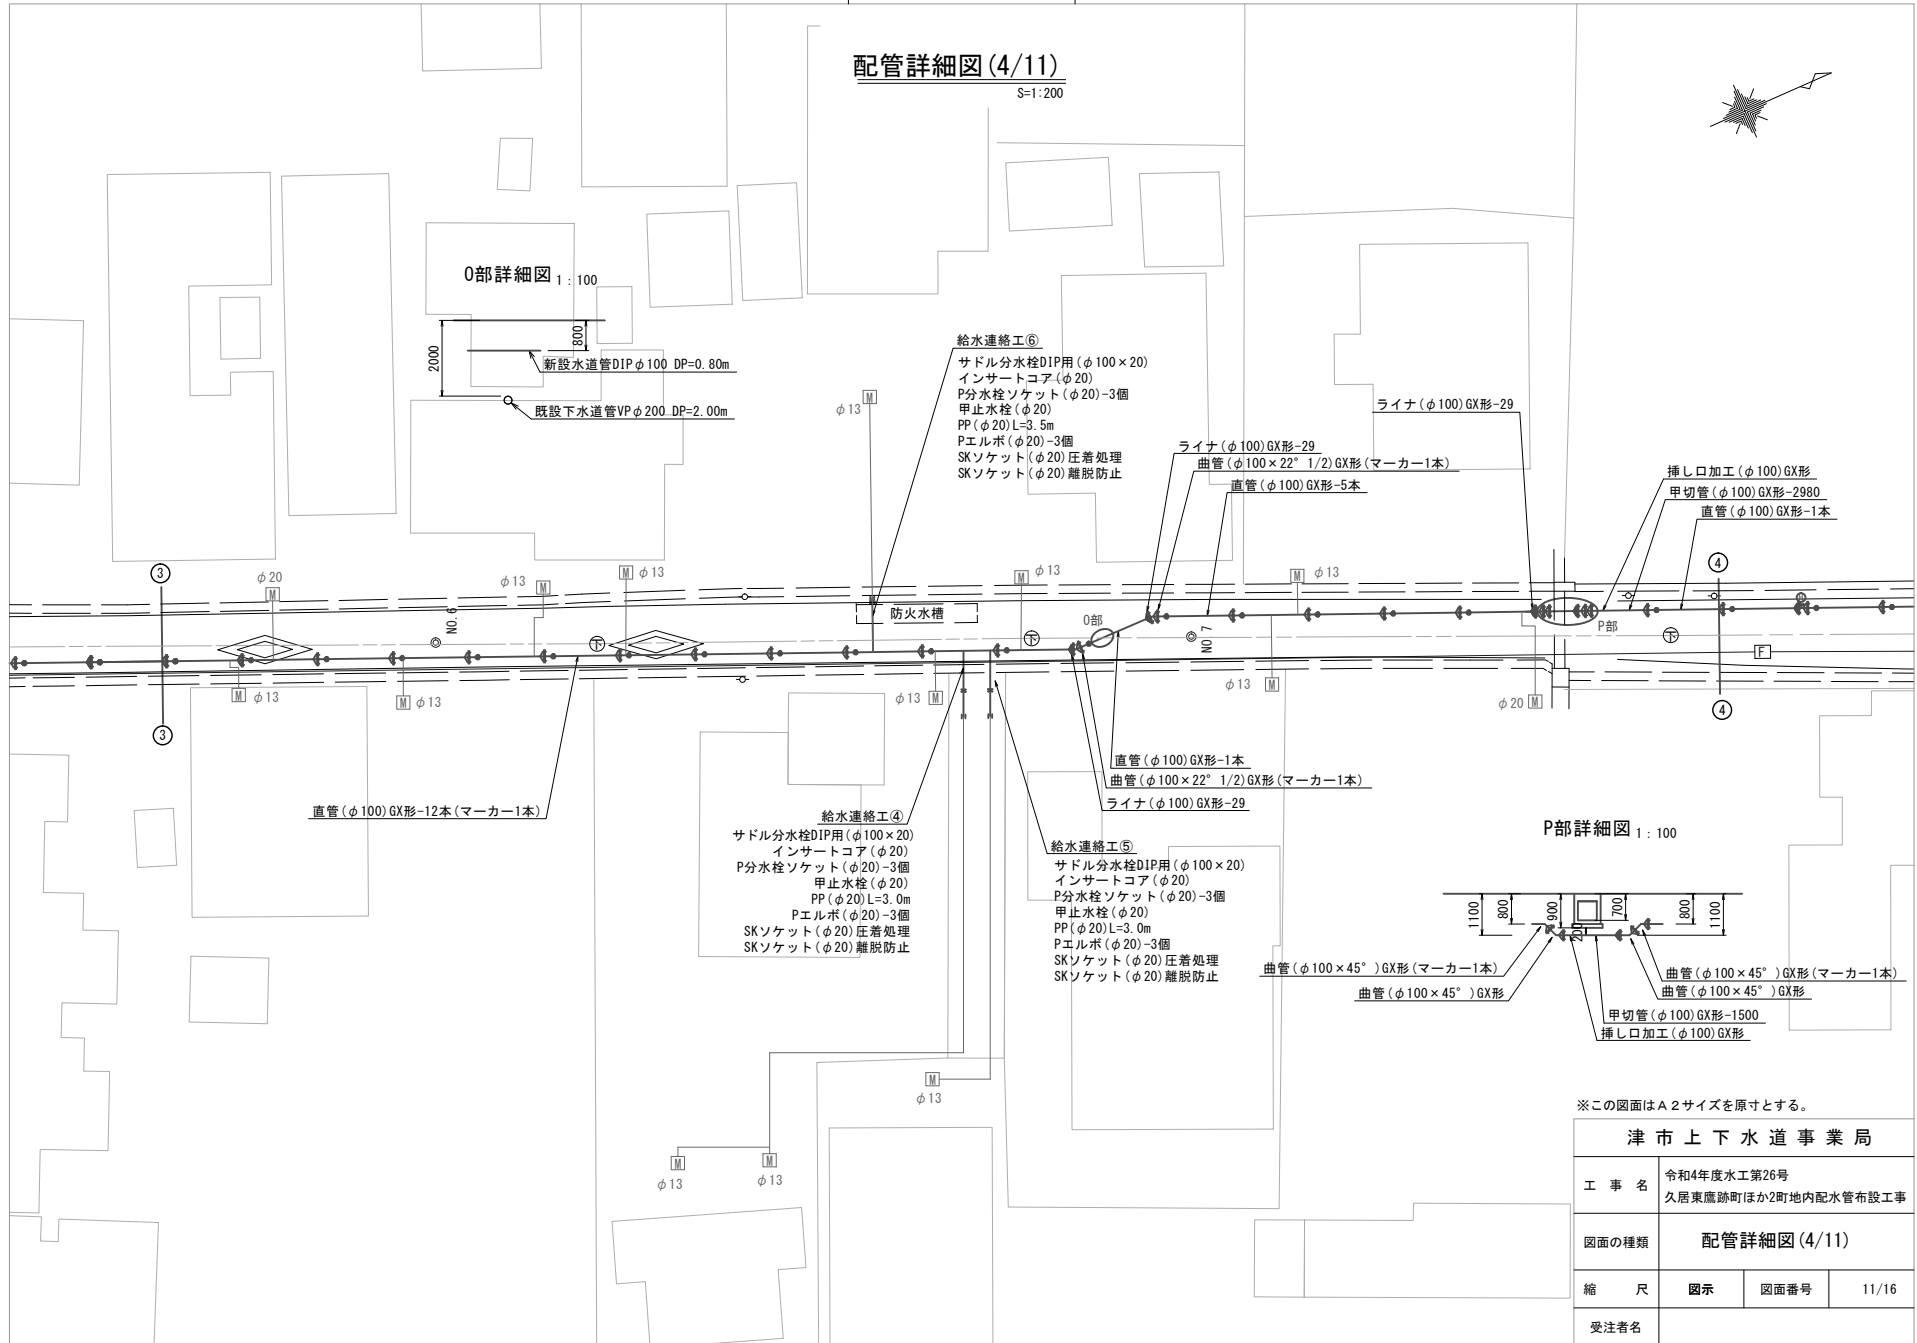 配管詳細図(4/11)
S=1:200
O部詳細図 1：100
2000
800
新設水道管DIPφ100 DP=0.80m
既設下水道管VPφ200 DP=2.00m
給水連絡工⑥
サドル分水栓DIP用(φ100×20)
インサートコア(φ20)
P分水栓ソケット(φ20)-3個
甲止水栓(φ20)
PP(φ20)L=3.5m
Pエルボ(φ20)-3個
SKソケット(φ20)圧着処理
SKソケット(φ20)離脱防止
φ13
M
ライナ(φ100)GX形-29
曲管(φ100×22°1/2)GX形(マーカー1本)
直管(φ100)GX形-5本
ライナ(φ100)GX形-29
挿し口加工(φ100)GX形
甲切管(φ100)GX形-2980
直管(φ100)GX形-1本
3
φ20
M
φ13
M
M
φ13
M
φ13
M
φ13
4
NO.6
下
M
防火水槽
O部
下
NO.7
P部
下
F
M
φ13
M
φ13
φ13
M
φ13
M
φ20
M
3
4
直管(φ100)GX形-12本(マーカー1本)
直管(φ100)GX形-1本
曲管(φ100×22°1/2)GX形(マーカー1本)
ライナ(φ100)GX形-29
給水連絡工④
サドル分水栓DIP用(φ100×20)
インサートコア(φ20)
P分水栓ソケット(φ20)-3個
甲止水栓(φ20)
PP(φ20)L=3.0m
Pエルボ(φ20)-3個
SKソケット(φ20)圧着処理
SKソケット(φ20)離脱防止
給水連絡工⑤
サドル分水栓DIP用(φ100×20)
インサートコア(φ20)
P分水栓ソケット(φ20)-3個
甲止水栓(φ20)
PP(φ20)L=3.0m
Pエルボ(φ20)-3個
SKソケット(φ20)圧着処理
SKソケット(φ20)離脱防止
M
φ13
M
φ13
M
φ13
P部詳細図 1：100
1100
800
900
200
700
800
1100
曲管(φ100×45°)GX形(マーカー1本)
曲管(φ100×45°)GX形
曲管(φ100×45°)GX形(マーカー1本)
曲管(φ100×45°)GX形
甲切管(φ100)GX形-1500
挿し口加工(φ100)GX形
※この図面はA2サイズを原寸とする。
津市上下水道事業局
工事名
令和4年度水工第26号
久居東鷹跡町ほか2町地内配水管布設工事
図面の種類
配管詳細図(4/11)
縮尺
図示
図面番号
11/16
受注者名